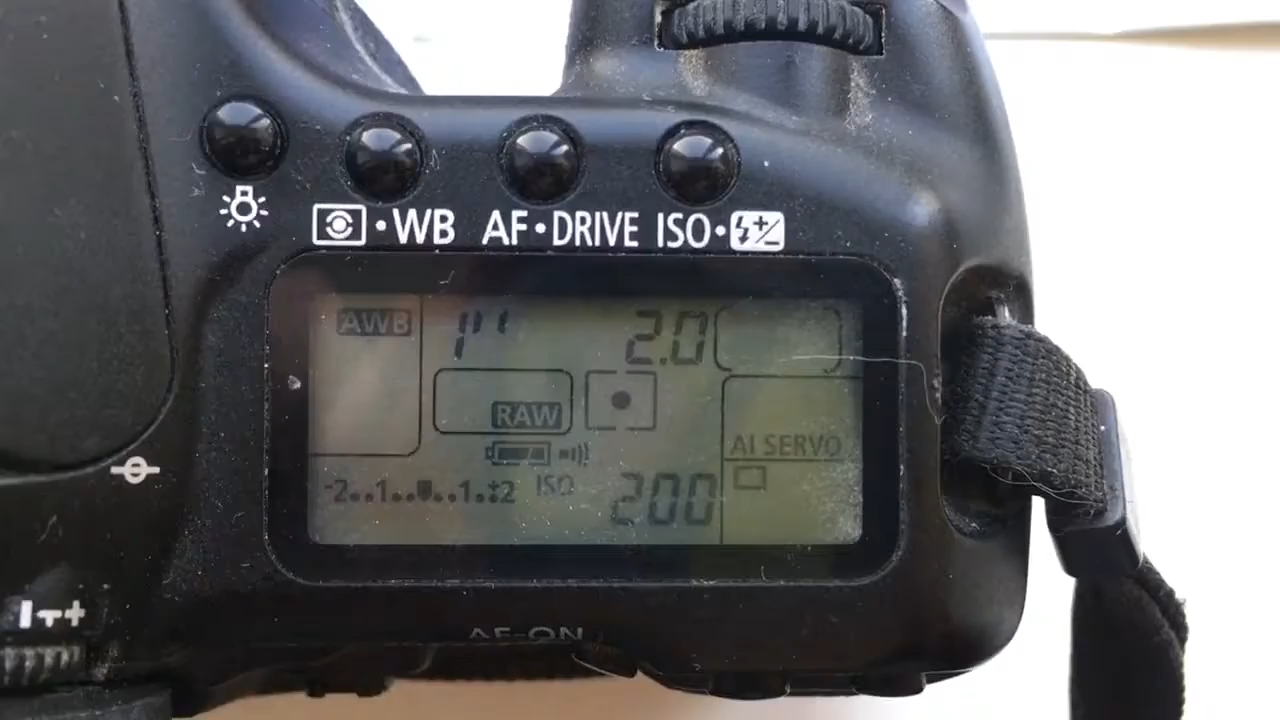 WB AF•DRIVE ISO•
AWB 1" 2.0
RAW
AI SERVO
-2..1..0..1.+2 ISO 200
AF-ON